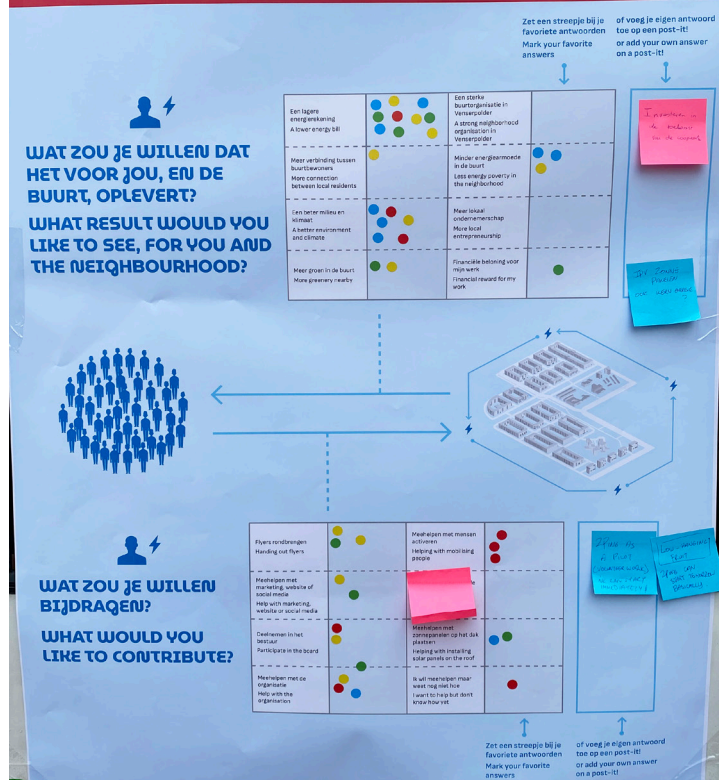 Zet een streepje bij je
favoriete antwoorden
Mark your favorite
answers
of voeg je eigen antwoord
toe op een post-it!
or add your own answer
on a post-it!
WAT ZOU JE WILLEN DAT
HET VOOR JOU, EN DE
BUURT, OPLEVERT?
WHAT RESULT WOULD YOU
LIKE TO SEE, FOR YOU AND
THE NEIGHBOURHOOD?
Een lagere
energierekening
A lower energy bill
Een sterke
buurtorganisatie in
Venserpolder
A strong neighborhood
organisation in
Venserpolder
Meer verbinding tussen
buurtbewoners
More connection
between local residents
Minder energiearmoede
in de buurt
Less energy poverty in
the neighborhood
Een beter milieu en
klimaat
A better environment
and climate
Meer lokaal
ondernemerschap
More local
entrepreneurship
Meer groen in de buurt
More greenery nearby
Financiële beloning voor
mijn werk
Financial reward for my
work
WAT ZOU JE WILLEN
BIJDRAGEN?
WHAT WOULD YOU
LIKE TO CONTRIBUTE?
Flyers rondbrengen
Handing out flyers
Meehelpen met mensen
activeren
Helping with mobilizing
people
Meehelpen met
marketing, website of
social media
Help with marketing,
website or social media
Deelnemen in het
bestuur
Participate in the board
Meehelpen met
zonnepanelen op het dak
plaatsen
Helping with installing
solar panels on the roof
Meehelpen met de
organisatie
Help with the
organisation
Ik wil meehelpen maar
weet nog niet hoe
I want to help but don't
know how yet
Zet een streepje bij je
favoriete antwoorden
Mark your favorite
answers
of voeg je eigen antwoord
toe op een post-it!
or add your own answer
on a post-it!